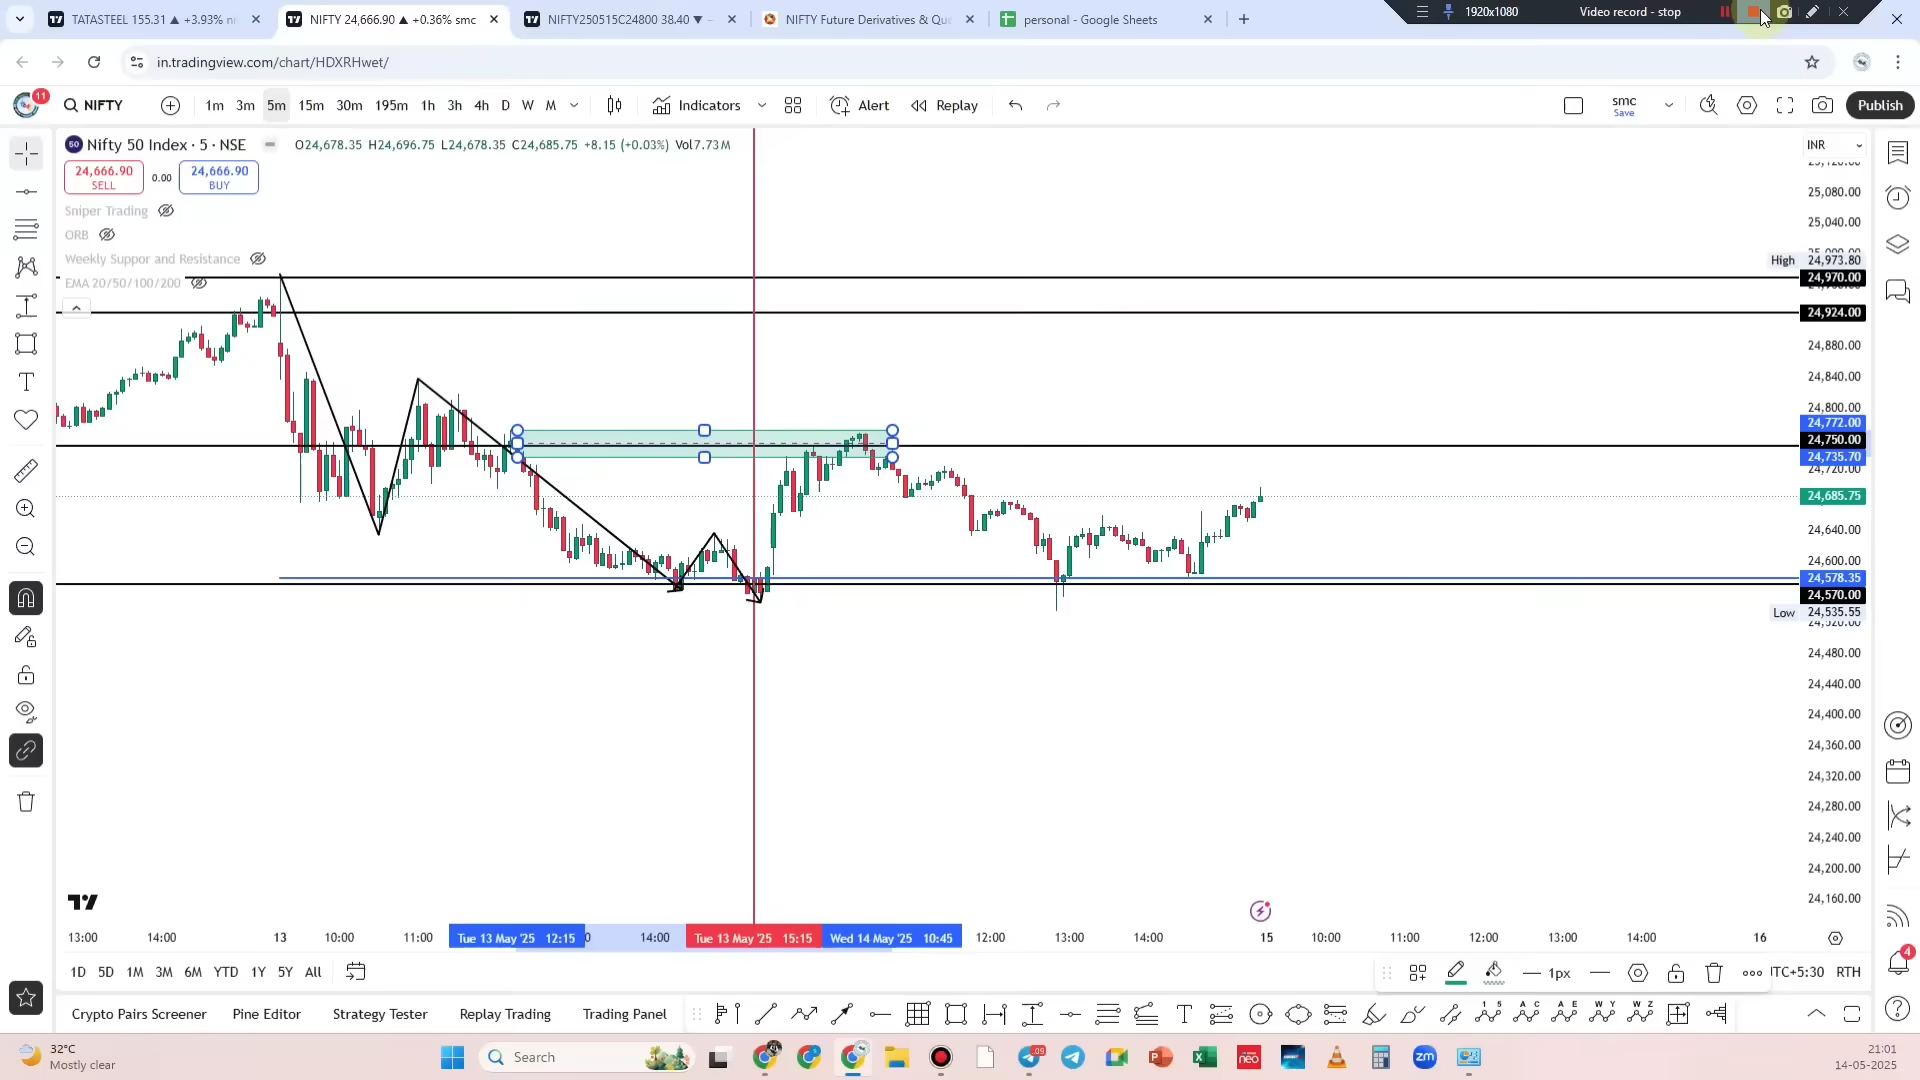 TATASTEEL 155.31 ▲ +3.93%
NIFTY 24,666.90 ▲ +0.36% smc
NIFTY250515C24800 38.40 ▼
NIFTY Future Derivatives & Qu
personal - Google Sheets
1920x1080
Video record - stop
in.tradingview.com/chart/HDXRHwet/
11
NIFTY
1m 3m 5m 15m 30m 195m 1h 3h 4h D W M
Indicators
Alert
Replay
smc
Save
Publish
Nifty 50 Index · 5 · NSE
O24,678.35 H24,696.75 L24,678.35 C24,685.75 +8.15 (+0.03%) Vol7.73M
INR
24,666.90
SELL
0.00
24,666.90
BUY
Sniper Trading
ORB
Weekly Suppor and Resistance
EMA 20/50/100/200
25,080.00
25,040.00
High 24,973.80
24,970.00
24,924.00
24,880.00
24,840.00
24,800.00
24,772.00
24,750.00
24,735.70
24,720.00
24,685.75
24,640.00
24,600.00
24,578.35
24,570.00
Low 24,535.55
24,520.00
24,480.00
24,440.00
24,400.00
24,360.00
24,320.00
24,280.00
24,240.00
24,200.00
24,160.00
13:00 14:00 13 10:00 11:00 Tue 13 May '25 12:15 14:00 Tue 13 May '25 15:15 Wed 14 May '25 10:45 12:00 13:00 14:00 15 10:00 11:00 12:00 13:00 14:00 16
1D 5D 1M 3M 6M YTD 1Y 5Y All
1px
UTC+5:30 RTH
4
Crypto Pairs Screener
Pine Editor
Strategy Tester
Replay Trading
Trading Panel
32°C
Mostly clear
Search
neo
zm
21:01
14-05-2025